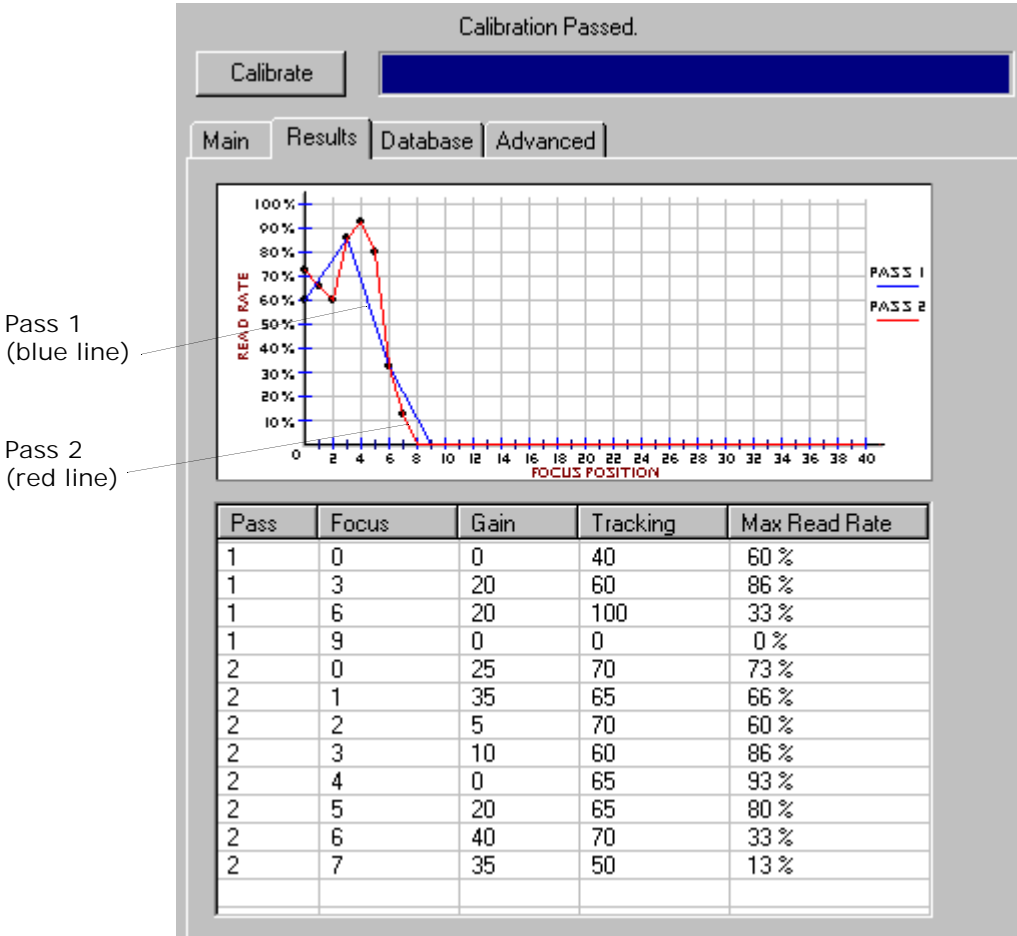 Calibration Passed.
Calibrate
Main Results Database Advanced
100%
90%
80%
70%
60%
50%
40%
30%
20%
10%
READ RATE
0 2 4 6 8 10 12 14 16 18 20 22 24 26 28 30 32 34 36 38 40
FOCUS POSITION
PASS 1
PASS 2
Pass 1
(blue line)
Pass 2
(red line)
Pass Focus Gain Tracking Max Read Rate
1 0 0 40 60 %
1 3 20 60 86 %
1 6 20 100 33 %
1 9 0 0 0 %
2 0 25 70 73 %
2 1 35 65 66 %
2 2 5 70 60 %
2 3 10 60 86 %
2 4 0 65 93 %
2 5 20 65 80 %
2 6 40 70 33 %
2 7 35 50 13 %